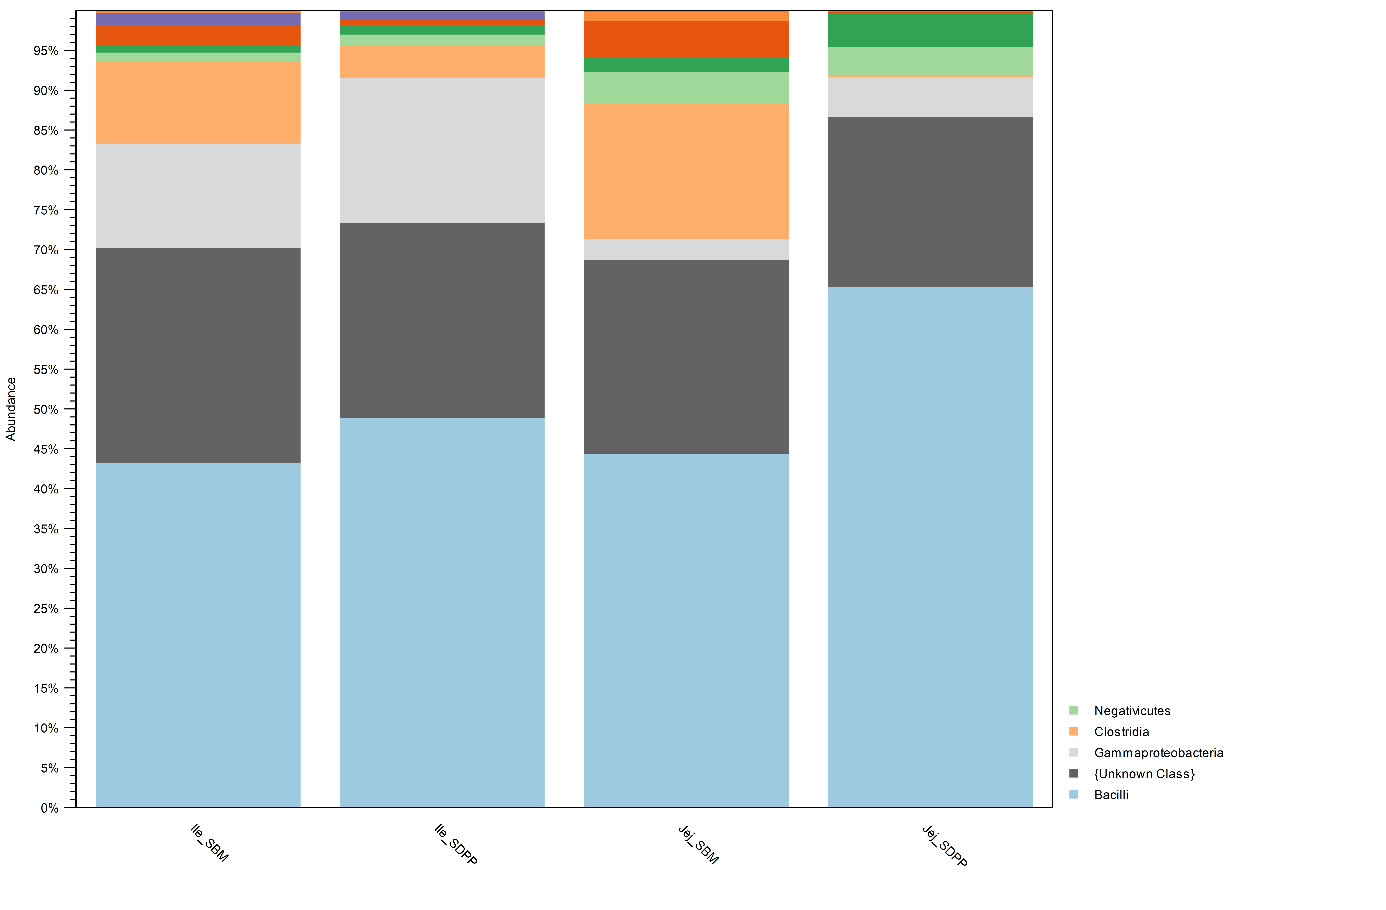 95%
90%
85%
80%
75%
70%
65%
60%
55%
50%
45%
40%
35%
30%
25%
20%
15%
10%
5%
0%
Abundance
Ile_SBM
Ile_SDPP
Jej_SBM
Jej_SDPP
Negativicutes
Clostridia
Gammaproteobacteria
{Unknown Class}
Bacilli